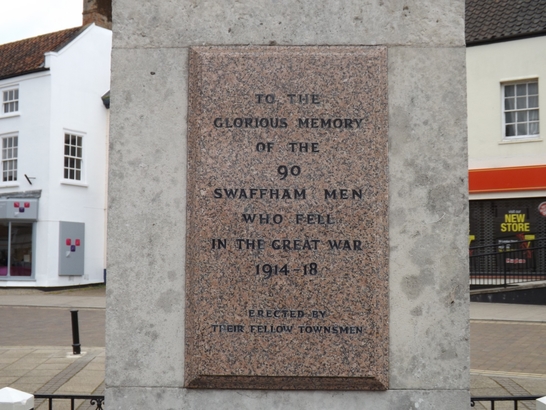 TO THE
GLORIOUS MEMORY
OF THE
90
SWAFFHAM MEN
WHO FELL
IN THE GREAT WAR
1914-18
ERECTED BY
THEIR FELLOW TOWNSMEN
NEW
STORE